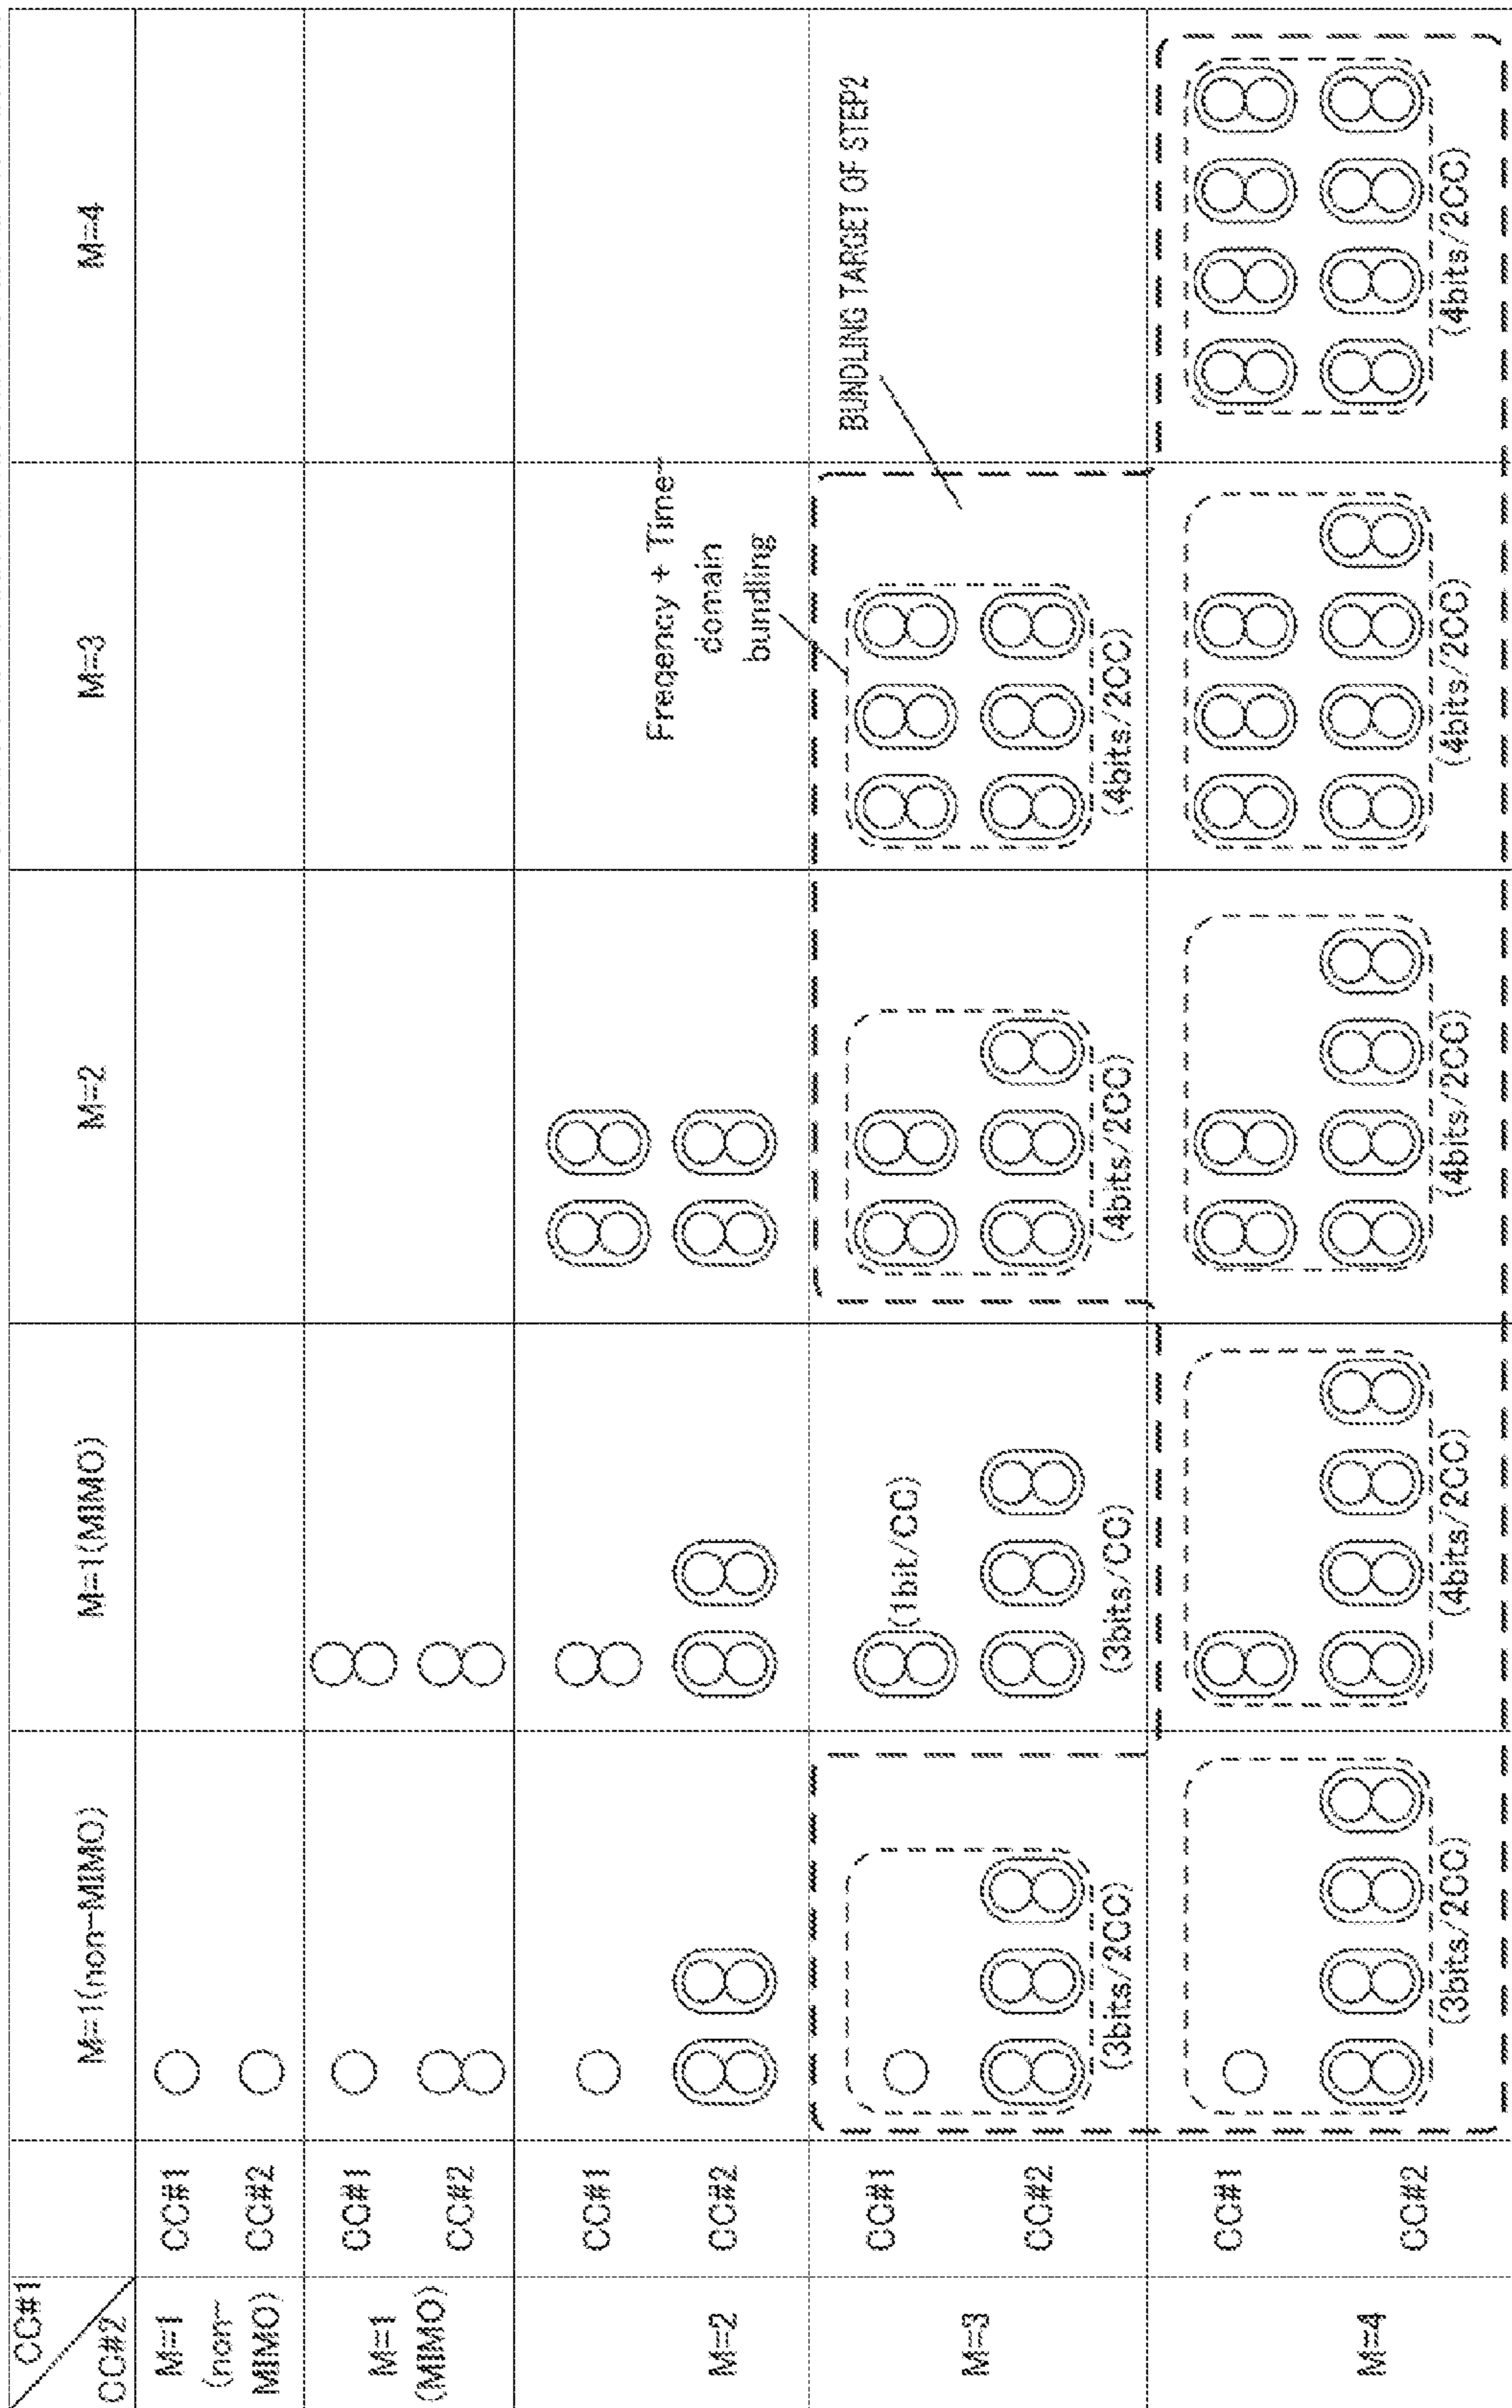 CC#1
CC#2
M=1(non-MIMO)
M=1(MIMO)
M=2
M=3
M=4
M=1
(non-
MIMO)
CC#1
CC#2
M=1
(MIMO)
CC#1
CC#2
M=2
CC#1
CC#2
Freqency + Time-
domain
bundling
M=3
CC#1
CC#2
(3bits/2CC)
(1bit/CC)
(3bits/CC)
(4bits/2CC)
(4bits/2CC)
BUNDLING TARGET OF STEP2
M=4
CC#1
CC#2
(3bits/2CC)
(4bits/2CC)
(4bits/2CC)
(4bits/2CC)
(4bits/2CC)